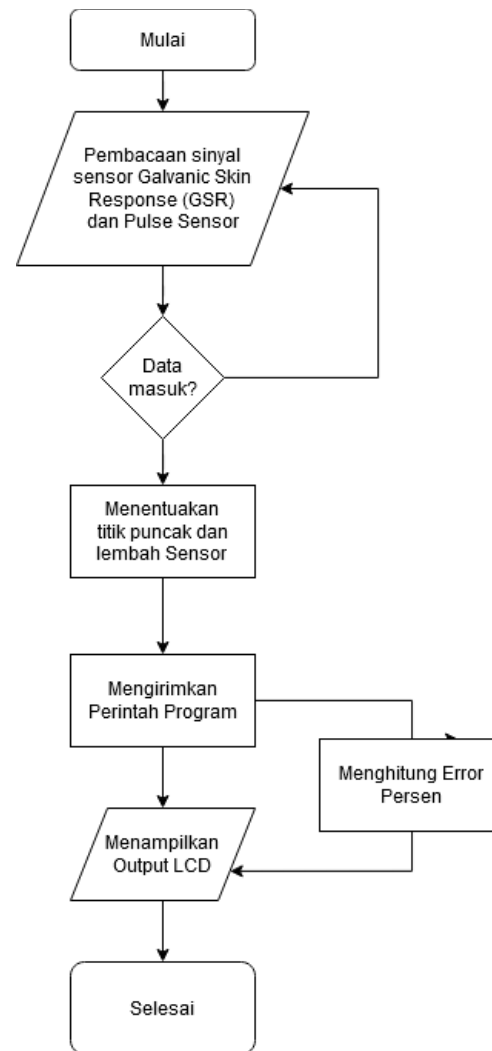 Mulai
Pembacaan sinyal
sensor Galvanic Skin
Response (GSR)
dan Pulse Sensor
Data
masuk?
Menentuakan
titik puncak dan
lembah Sensor
Mengirimkan
Perintah Program
Menghitung Error
Persen
Menampilkan
Output LCD
Selesai